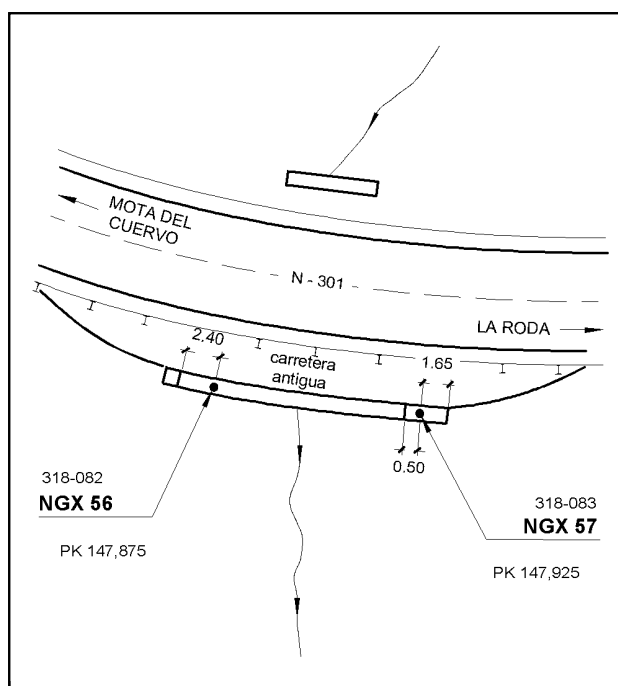 MOTA DEL
CUERVO
N - 301
LA RODA
2.40
carretera
antigua
1.65
0.50
318-082
NGX 56
PK 147,875
318-083
NGX 57
PK 147,925